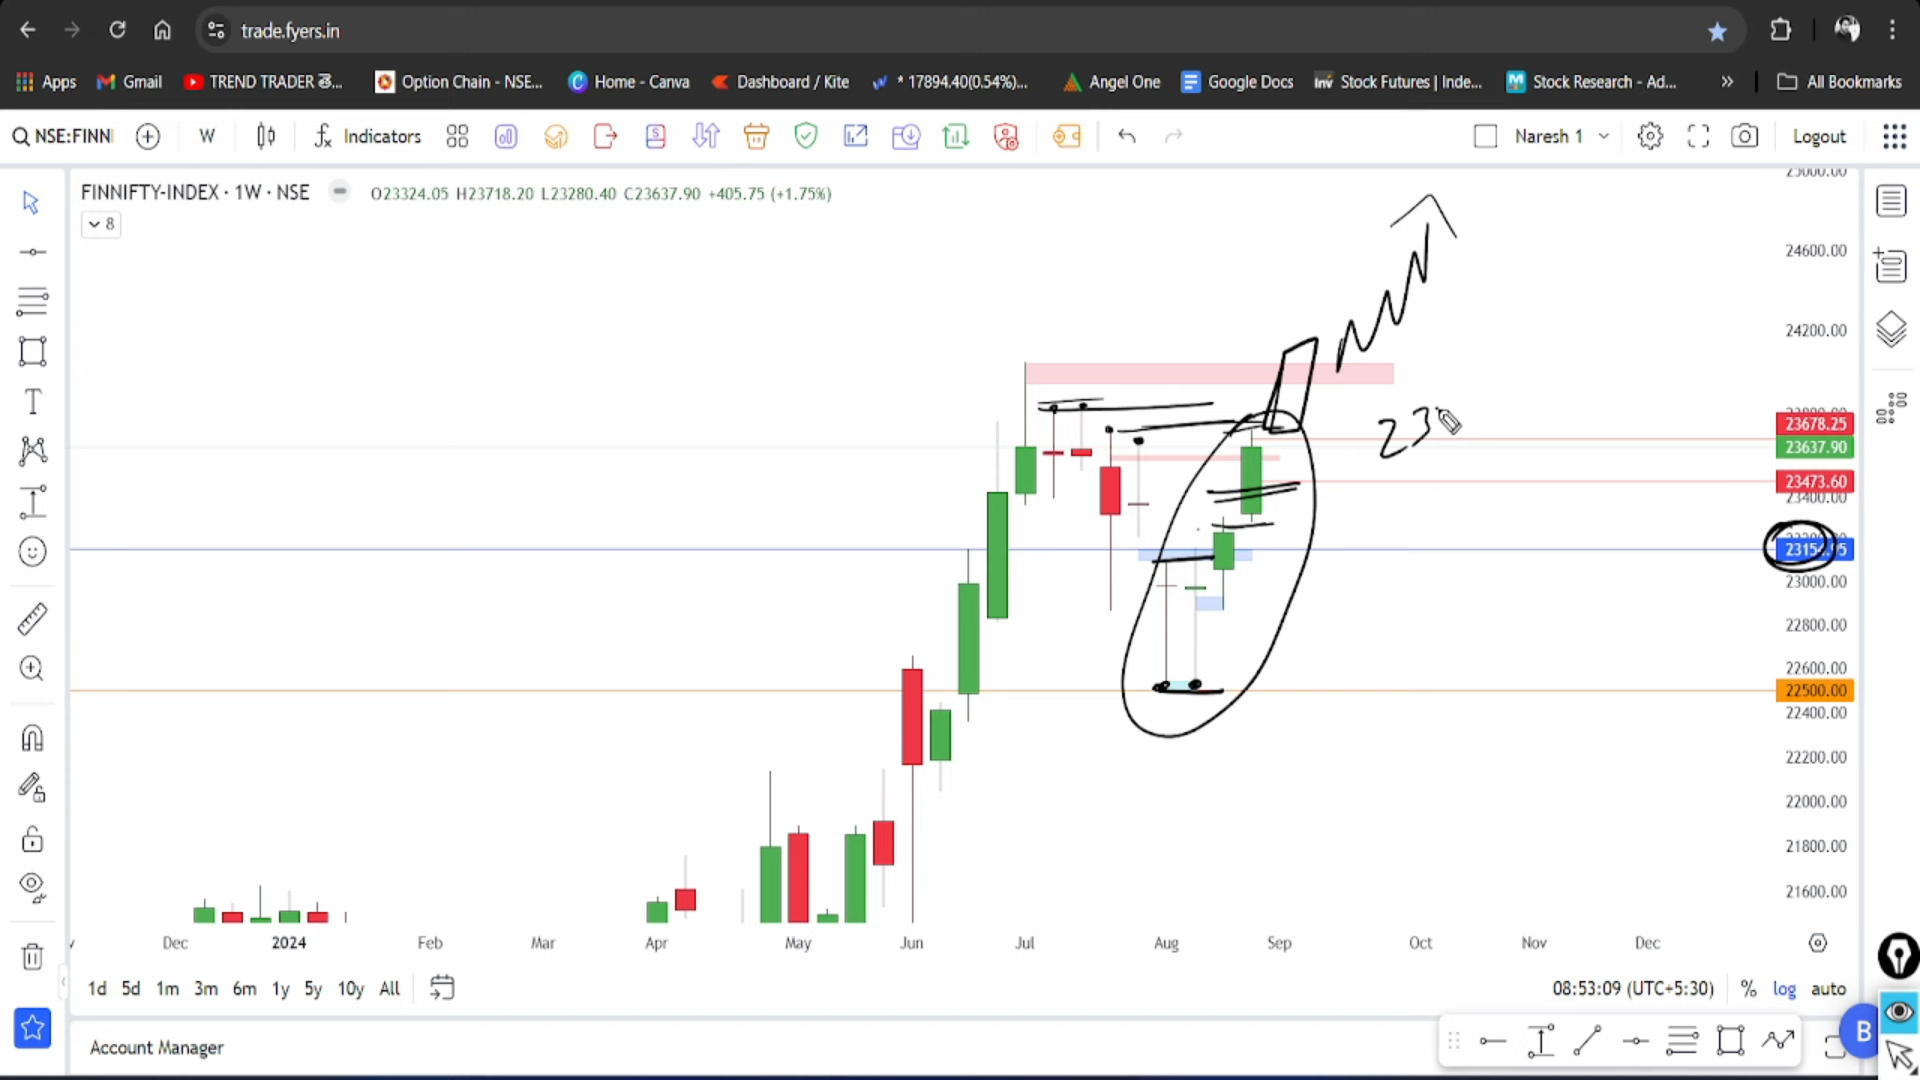 trade.fyers.in
Apps Gmail TREND TRADER తె... Option Chain - NSE... Home - Canva Dashboard / Kite * 17894.40(0.54%)... Angel One Google Docs Stock Futures | Inde... Stock Research - Ad... » All Bookmarks
NSE:FINNI W Indicators Naresh 1 Logout
FINNIFTY-INDEX · 1W · NSE O23324.05 H23718.20 L23280.40 C23637.90 +405.75 (+1.75%)
8
24600.00
24200.00
23
23678.25
23637.90
23473.60
23400.00
23000.00
22800.00
22600.00
22500.00
22400.00
22200.00
22000.00
21800.00
21600.00
Dec 2024 Feb Mar Apr May Jun Jul Aug Sep Oct Nov Dec
1d 5d 1m 3m 6m 1y 5y 10y All 08:53:09 (UTC+5:30) % log auto
B
Account Manager